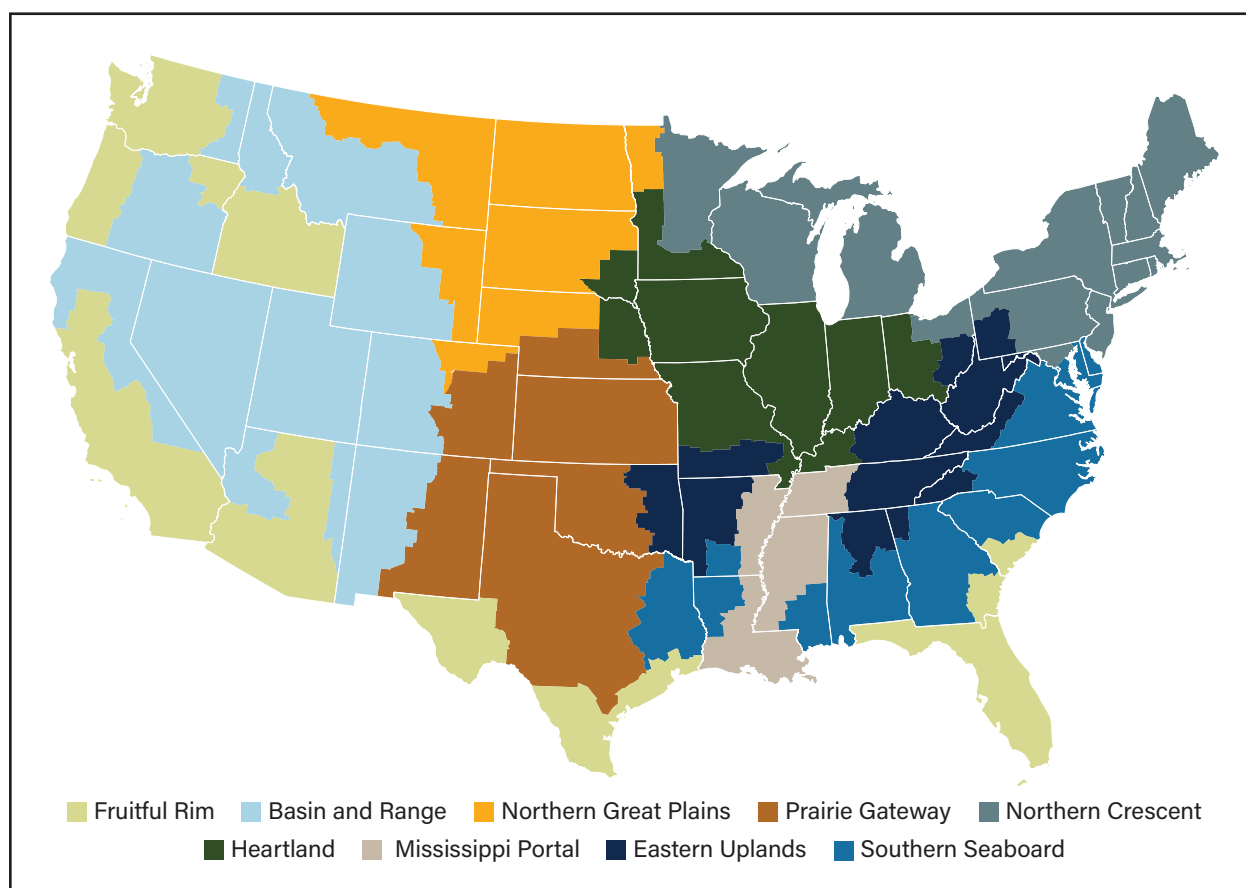 Fruitful Rim Basin and Range Northern Great Plains Prairie Gateway Northern Crescent
Heartland Mississippi Portal Eastern Uplands Southern Seaboard